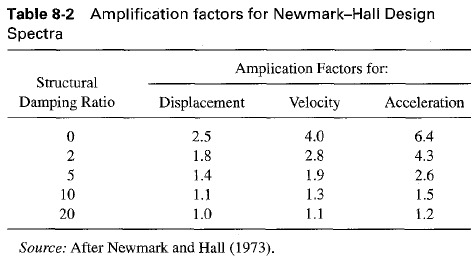 Table 8-2 Amplification factors for Newmark–Hall Design
Spectra
Amplication Factors for:
Structural
Damping Ratio Displacement Velocity Acceleration
0 2.5 4.0 6.4
2 1.8 2.8 4.3
5 1.4 1.9 2.6
10 1.1 1.3 1.5
20 1.0 1.1 1.2
Source: After Newmark and Hall (1973).